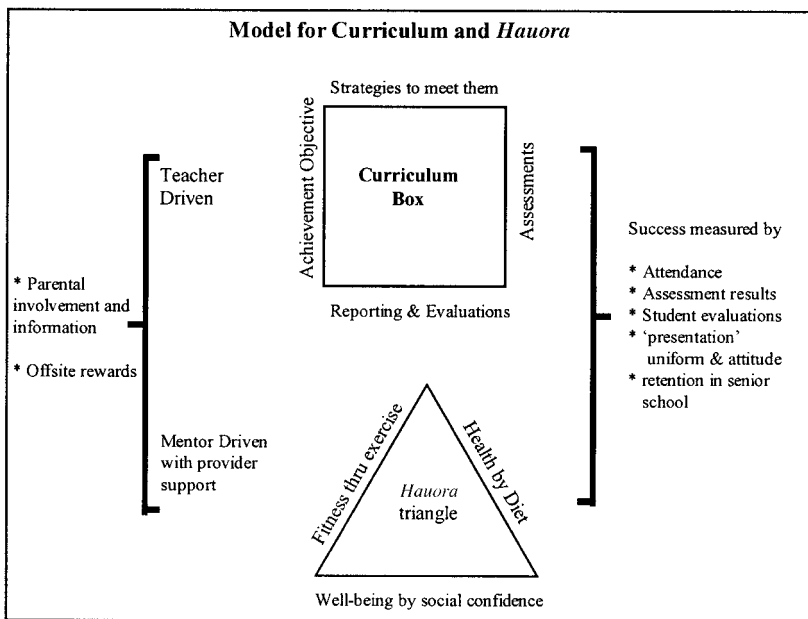 Model for Curriculum and Hauora
Strategies to meet them
Achievement Objective
Curriculum
Box
Assessments
Reporting & Evaluations
Teacher
Driven
* Parental
involvement and
information
* Offsite rewards
Mentor Driven
with provider
support
Success measured by
* Attendance
* Assessment results
* Student evaluations
* ‘presentation’
uniform & attitude
* retention in senior
school
Fitness thru exercise
Health by Diet
Hauora
triangle
Well-being by social confidence